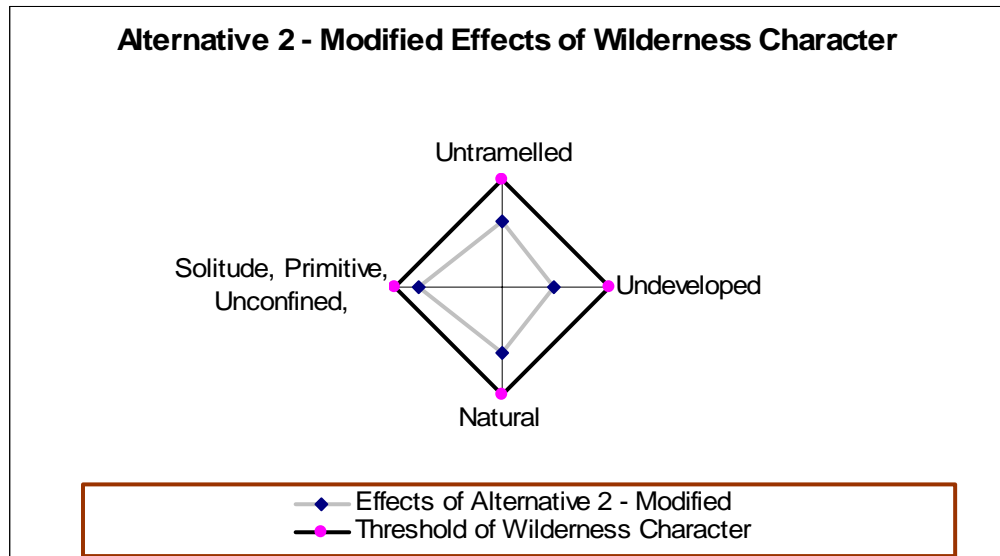 Alternative 2 - Modified Effects of Wilderness Character
Untramelled
Solitude, Primitive,
Unconfined,
Undeveloped
Natural
Effects of Alternative 2 - Modified
Threshold of Wilderness Character